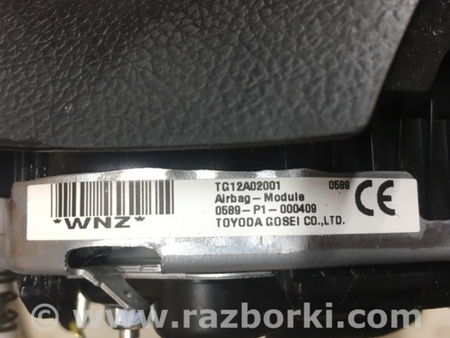 TG12A02001 0589
Airbag-Module
0589-P1-000409
*WNZ* TOYODA GOSEI CO.,LTD.
CE
www.razborki.com